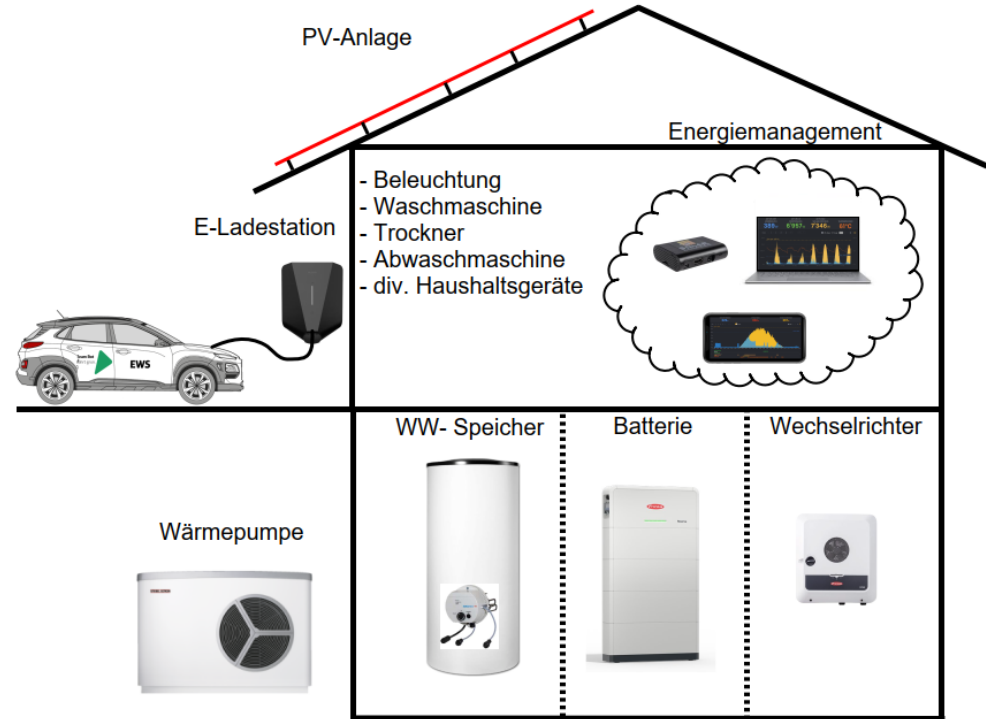 PV-Anlage
Energiemanagement
- Beleuchtung
- Waschmaschine
- Trockner
- Abwaschmaschine
- div. Haushaltsgeräte
E-Ladestation
EWS
WW- Speicher
Batterie
Wechselrichter
Wärmepumpe